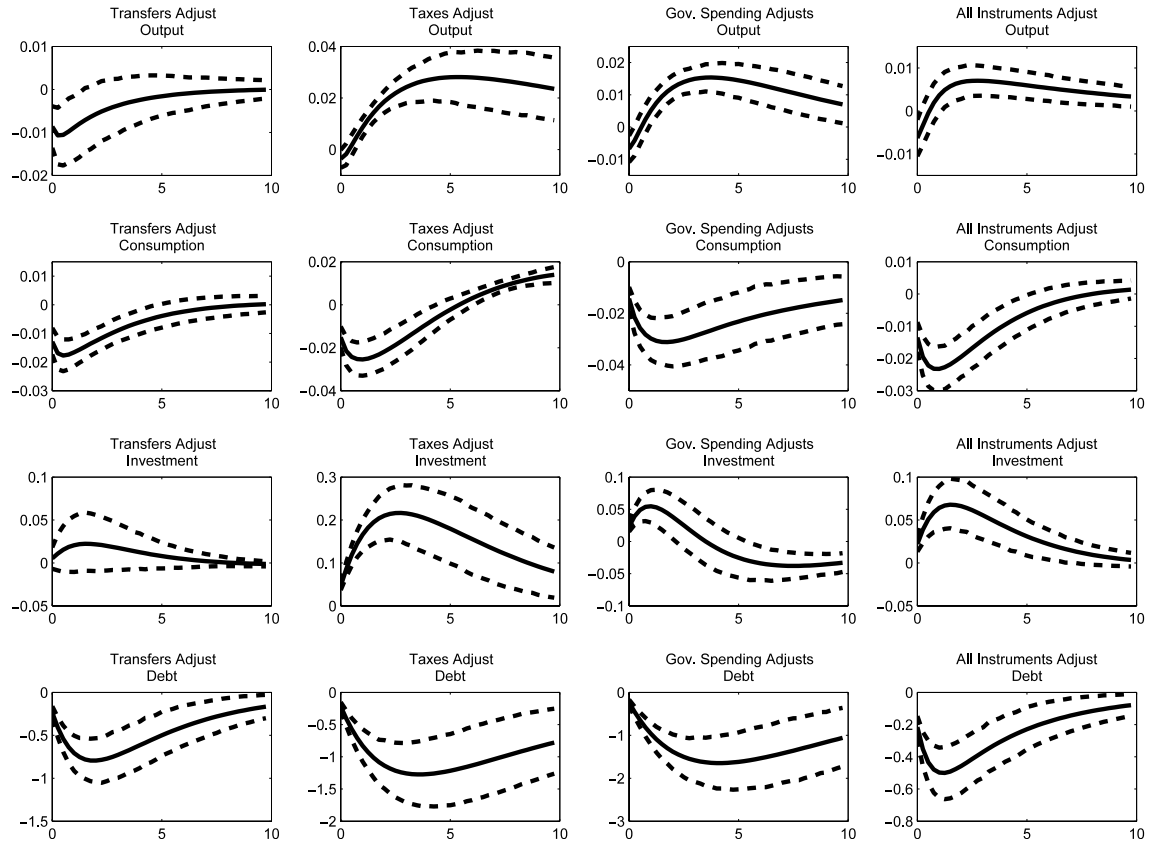 Transfers Adjust
Output
Taxes Adjust
Output
Gov. Spending Adjusts
Output
All Instruments Adjust
Output
0.01
0
−0.01
−0.02
0 5 10
0.04
0.02
0
0 5 10
0.02
0.01
0
−0.01
0 5 10
0.01
0
−0.01
0 5 10
Transfers Adjust
Consumption
Taxes Adjust
Consumption
Gov. Spending Adjusts
Consumption
All Instruments Adjust
Consumption
0.01
0
−0.01
−0.02
−0.03
0 5 10
0.02
0
−0.02
−0.04
0 5 10
0
−0.02
−0.04
−0.06
0 5 10
0.01
0
−0.01
−0.02
−0.03
0 5 10
Transfers Adjust
Investment
Taxes Adjust
Investment
Gov. Spending Adjusts
Investment
All Instruments Adjust
Investment
0.1
0.05
0
−0.05
0 5 10
0.3
0.2
0.1
0
0 5 10
0.1
0.05
0
−0.05
−0.1
0 5 10
0.1
0.05
0
−0.05
0 5 10
Transfers Adjust
Debt
Taxes Adjust
Debt
Gov. Spending Adjusts
Debt
All Instruments Adjust
Debt
0
−0.5
−1
−1.5
0 5 10
0
−0.5
−1
−1.5
−2
0 5 10
0
−1
−2
−3
0 5 10
0
−0.2
−0.4
−0.6
−0.8
0 5 10